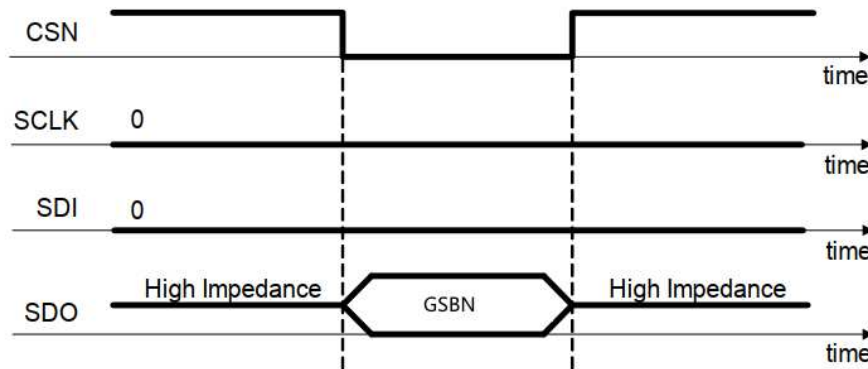 CSN
time
SCLK 0
time
SDI 0
time
High Impedance GSBN High Impedance
SDO
time